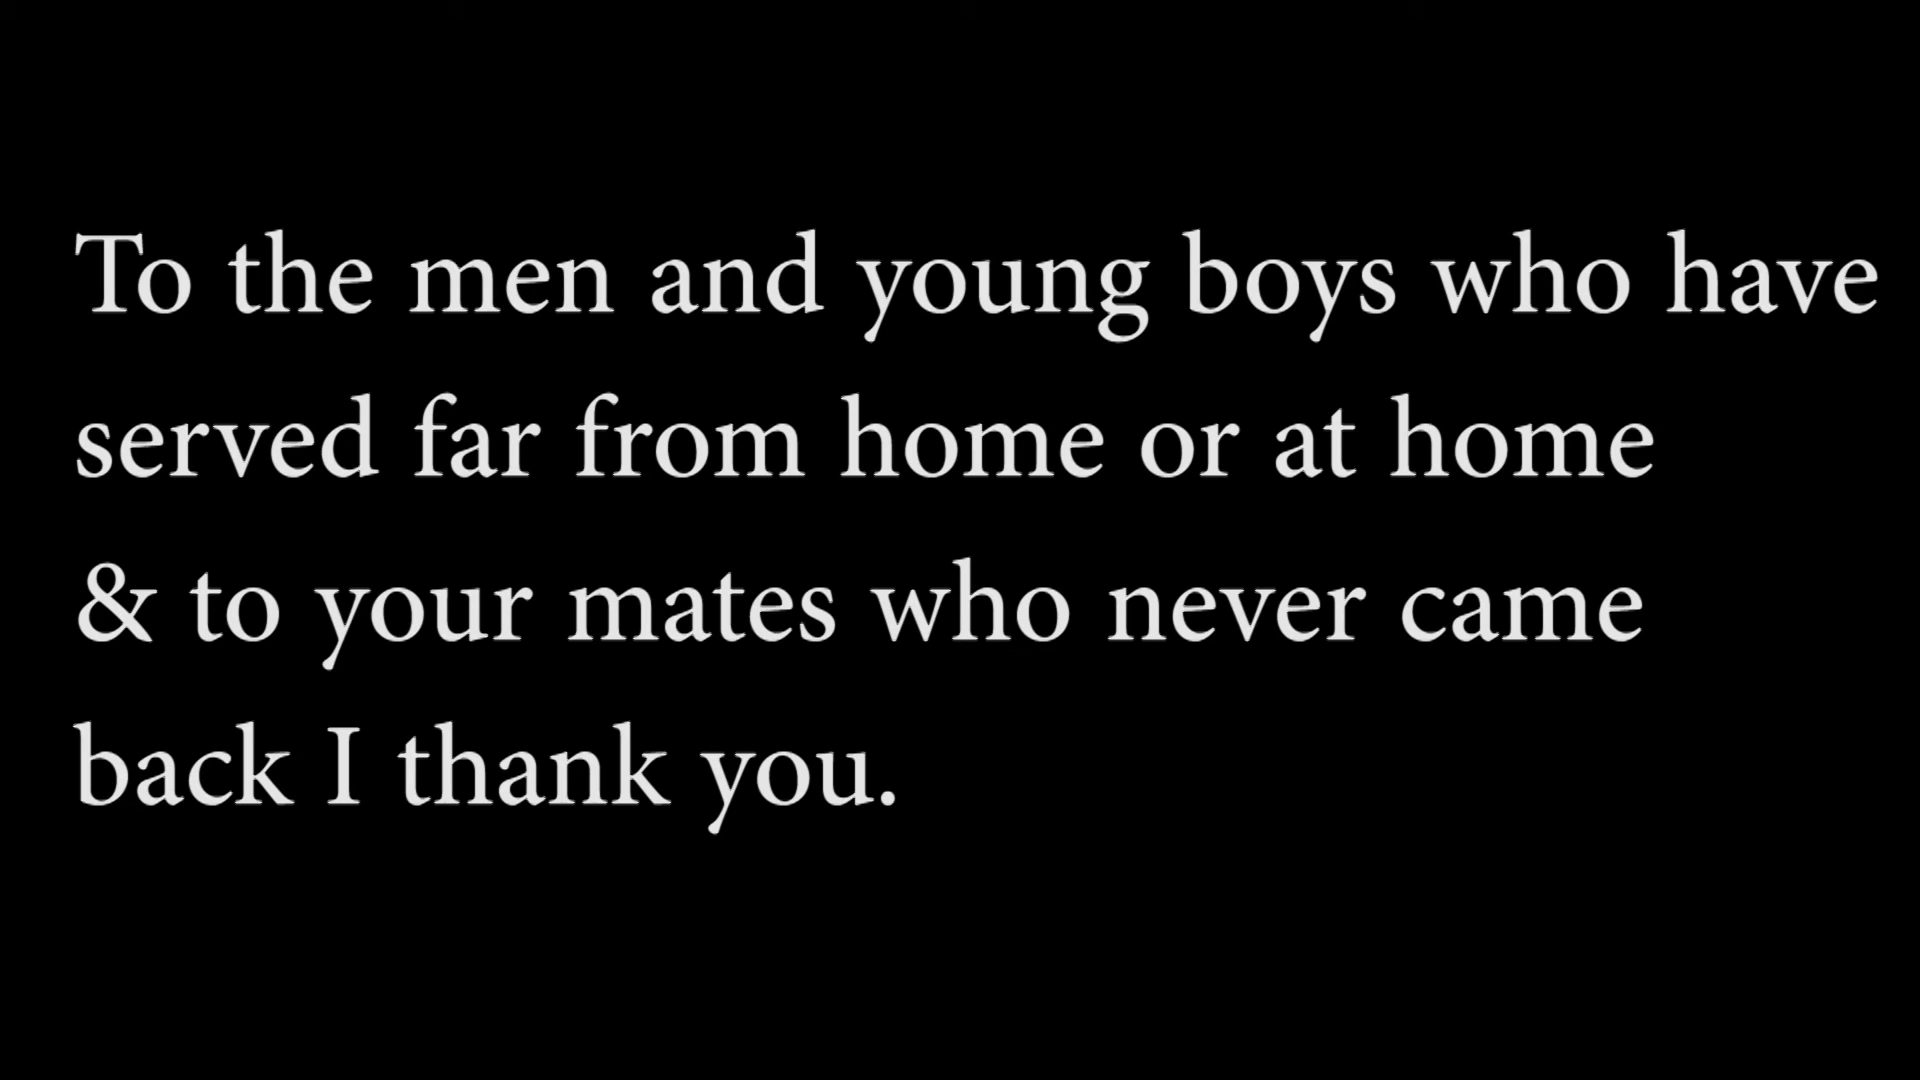 To the men and young boys who have
served far from home or at home
& to your mates who never came
back I thank you.